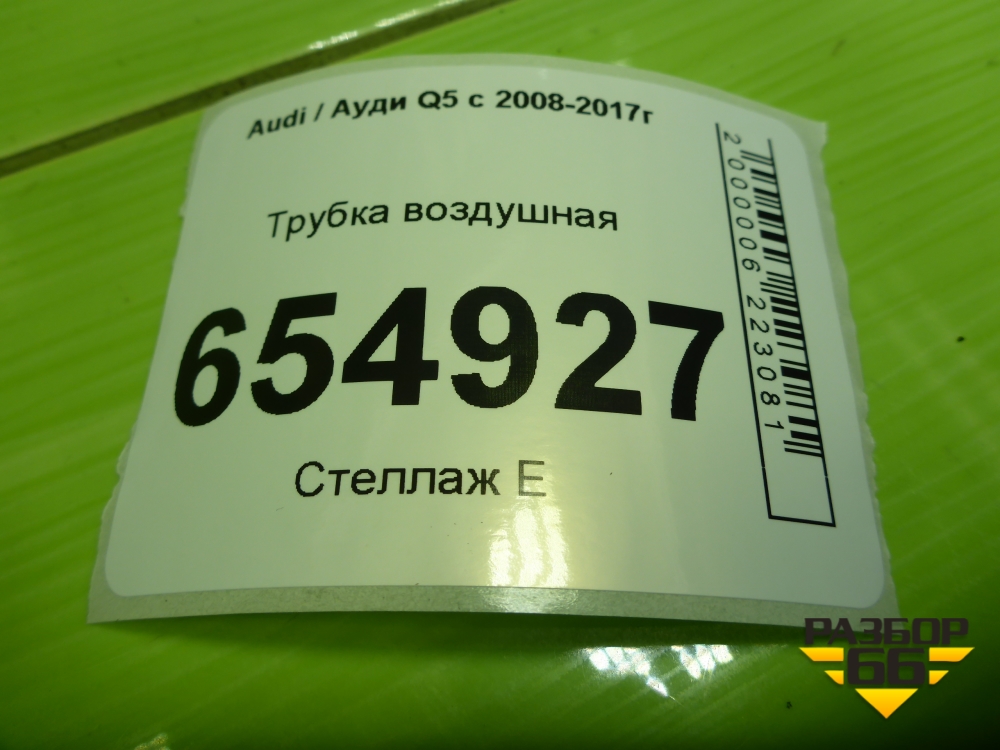 Audi / Ауди Q5 с 2008-2017г
Трубка воздушная
654927
Стеллаж Е
2000006223081
РАЗБОР
66